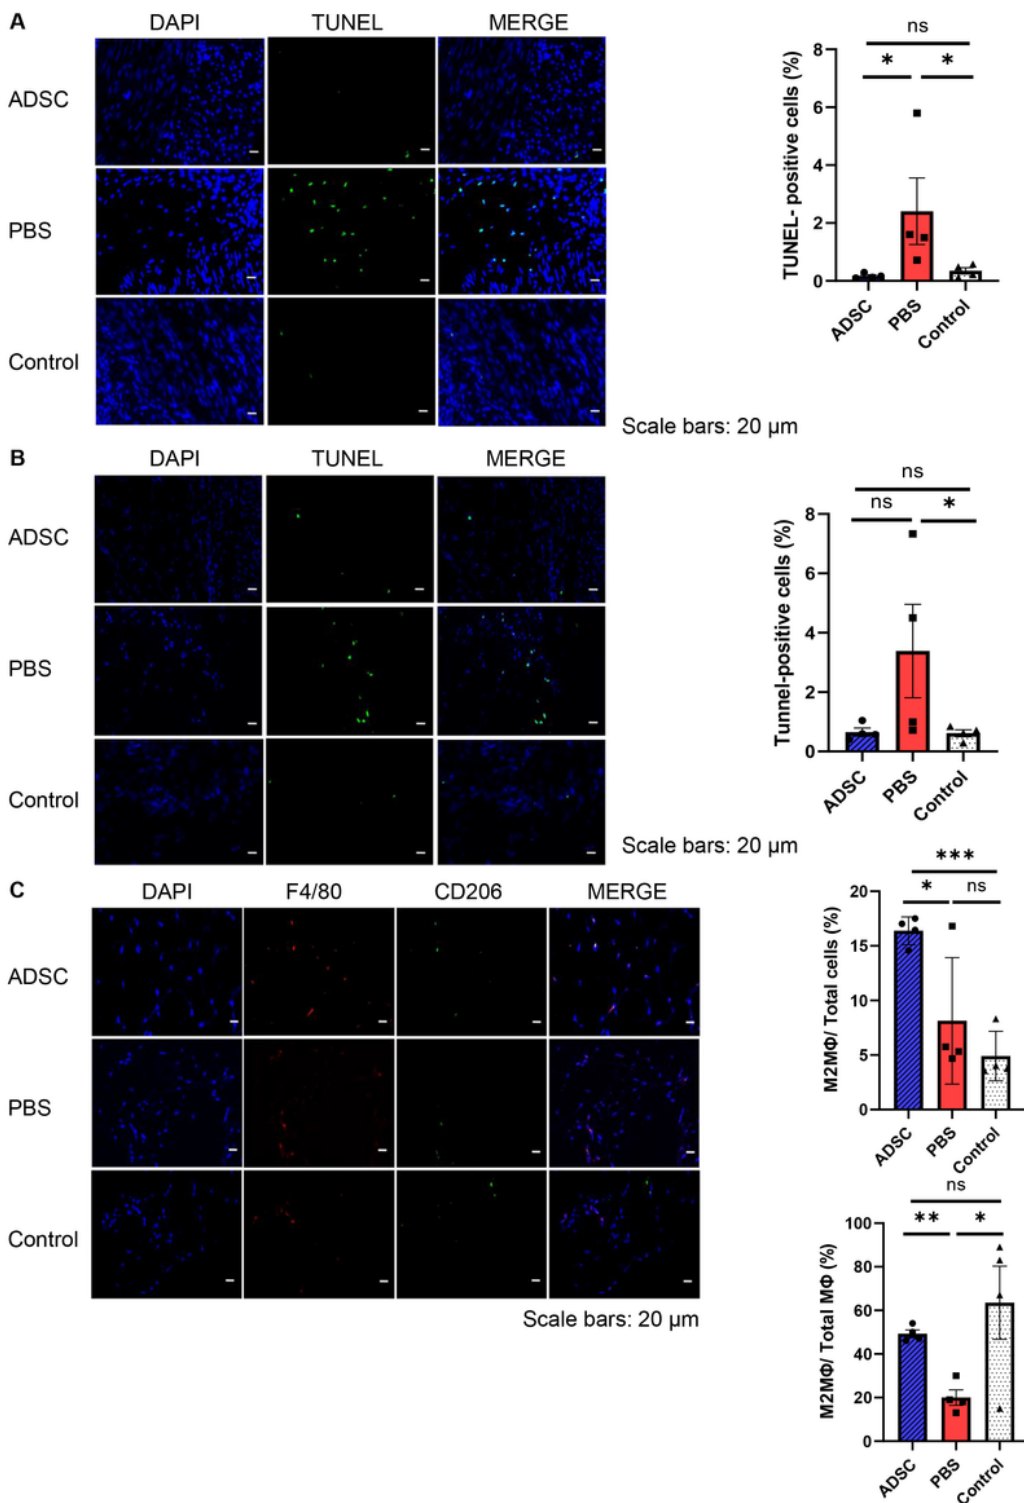 A
DAPI TUNEL MERGE
ADSC
PBS
Control
Scale bars: 20 µm
TUNEL- positive cells (%)
8
6
4
2
0
ns
* *
ADSC PBS Control
B
DAPI TUNEL MERGE
ADSC
PBS
Control
Scale bars: 20 µm
Tunnel-positive cells (%)
8
6
4
2
0
ns
ns *
ADSC PBS Control
C
DAPI F4/80 CD206 MERGE
ADSC
PBS
Control
Scale bars: 20 µm
M2MΦ/ Total cells (%)
20
15
10
5
0
***
* ns
ADSC PBS Control
M2MΦ/ Total MΦ (%)
100
80
60
40
20
0
ns
** *
ADSC PBS Control